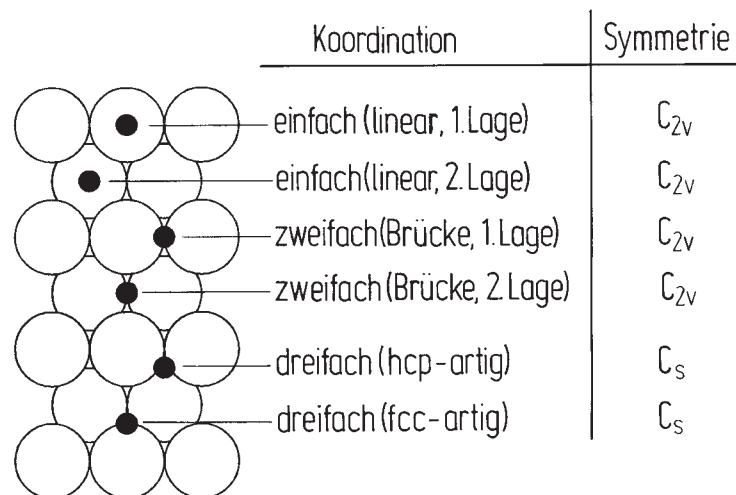 Koordination Symmetrie
einfach (linear, 1. Lage) C₂ᵥ
einfach (linear, 2. Lage) C₂ᵥ
zweifach (Brücke, 1. Lage) C₂ᵥ
zweifach (Brücke, 2. Lage) C₂ᵥ
dreifach (hcp-artig) Cₛ
dreifach (fcc-artig) Cₛ